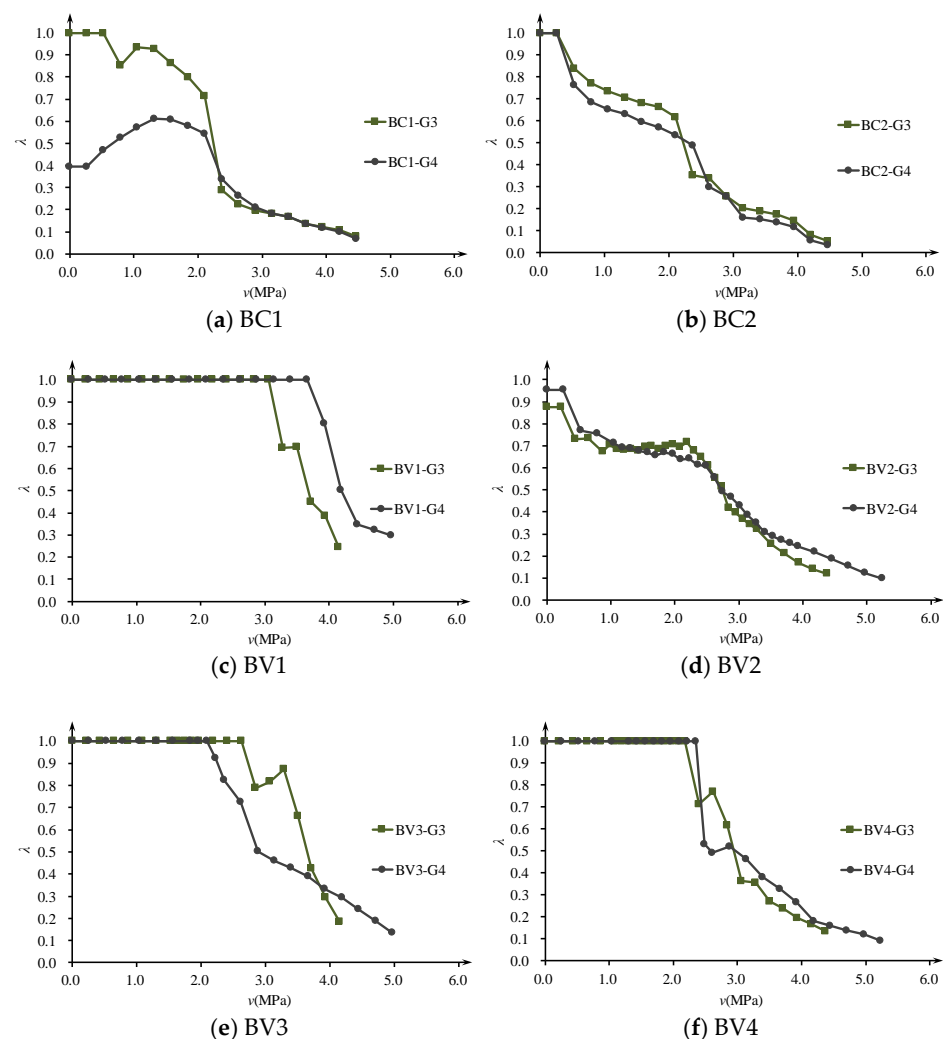 1.0
0.9
0.8
0.7
0.6
0.5
0.4
0.3
0.2
0.1
0.0
λ
0.0 1.0 2.0 3.0 4.0 5.0 6.0
v(MPa)
BC1-G3
BC1-G4
(a) BC1
1.0
0.9
0.8
0.7
0.6
0.5
0.4
0.3
0.2
0.1
0.0
λ
0.0 1.0 2.0 3.0 4.0 5.0 6.0
v(MPa)
BC2-G3
BC2-G4
(b) BC2
1.0
0.9
0.8
0.7
0.6
0.5
0.4
0.3
0.2
0.1
0.0
λ
0.0 1.0 2.0 3.0 4.0 5.0 6.0
v(MPa)
BV1-G3
BV1-G4
(c) BV1
1.0
0.9
0.8
0.7
0.6
0.5
0.4
0.3
0.2
0.1
0.0
λ
0.0 1.0 2.0 3.0 4.0 5.0 6.0
v(MPa)
BV2-G3
BV2-G4
(d) BV2
1.0
0.9
0.8
0.7
0.6
0.5
0.4
0.3
0.2
0.1
0.0
λ
0.0 1.0 2.0 3.0 4.0 5.0 6.0
v(MPa)
BV3-G3
BV3-G4
(e) BV3
1.0
0.9
0.8
0.7
0.6
0.5
0.4
0.3
0.2
0.1
0.0
λ
0.0 1.0 2.0 3.0 4.0 5.0 6.0
v(MPa)
BV4-G3
BV4-G4
(f) BV4